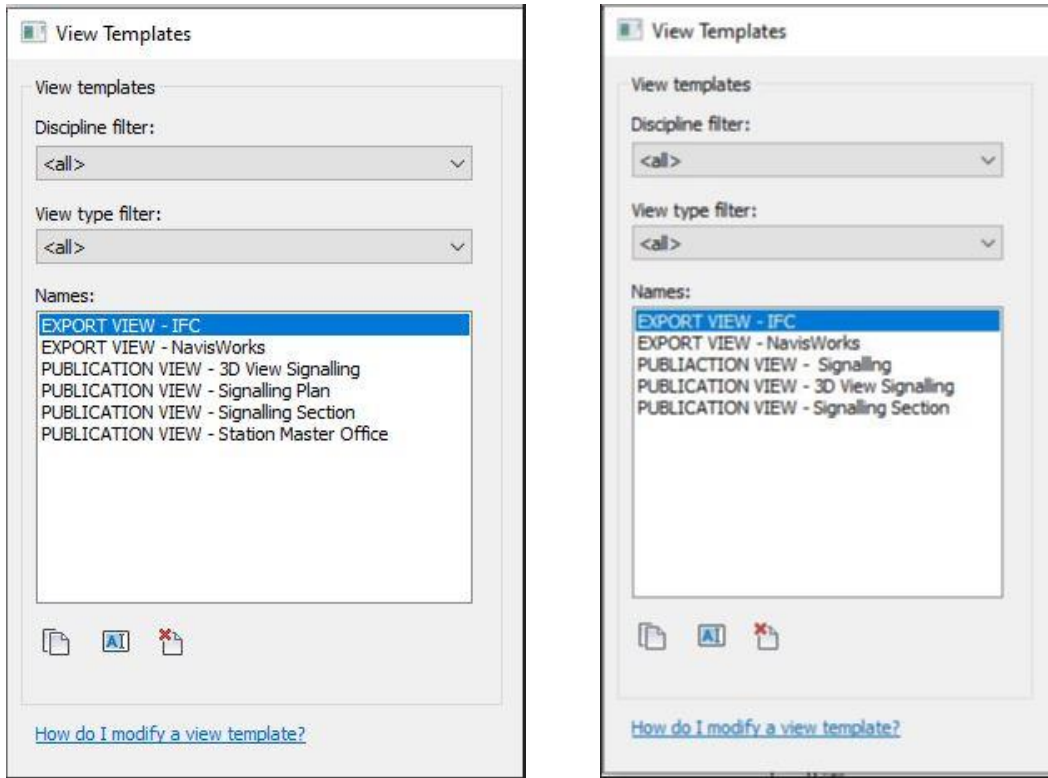 View Templates
View templates
Discipline filter:
<all>
View type filter:
<all>
Names:
EXPORT VIEW - IFC
EXPORT VIEW - NavisWorks
PUBLICATION VIEW - 3D View Signalling
PUBLICATION VIEW - Signalling Plan
PUBLICATION VIEW - Signalling Section
PUBLICATION VIEW - Station Master Office
AI
How do I modify a view template?
View Templates
View templates
Discipline filter:
<all>
View type filter:
<all>
Names:
EXPORT VIEW - IFC
EXPORT VIEW - NavisWorks
PUBLIACTION VIEW - Signallng
PUBLICATION VIEW - 3D View Signalling
PUBLICATION VIEW - Signalling Section
AI
How do I modify a view template?